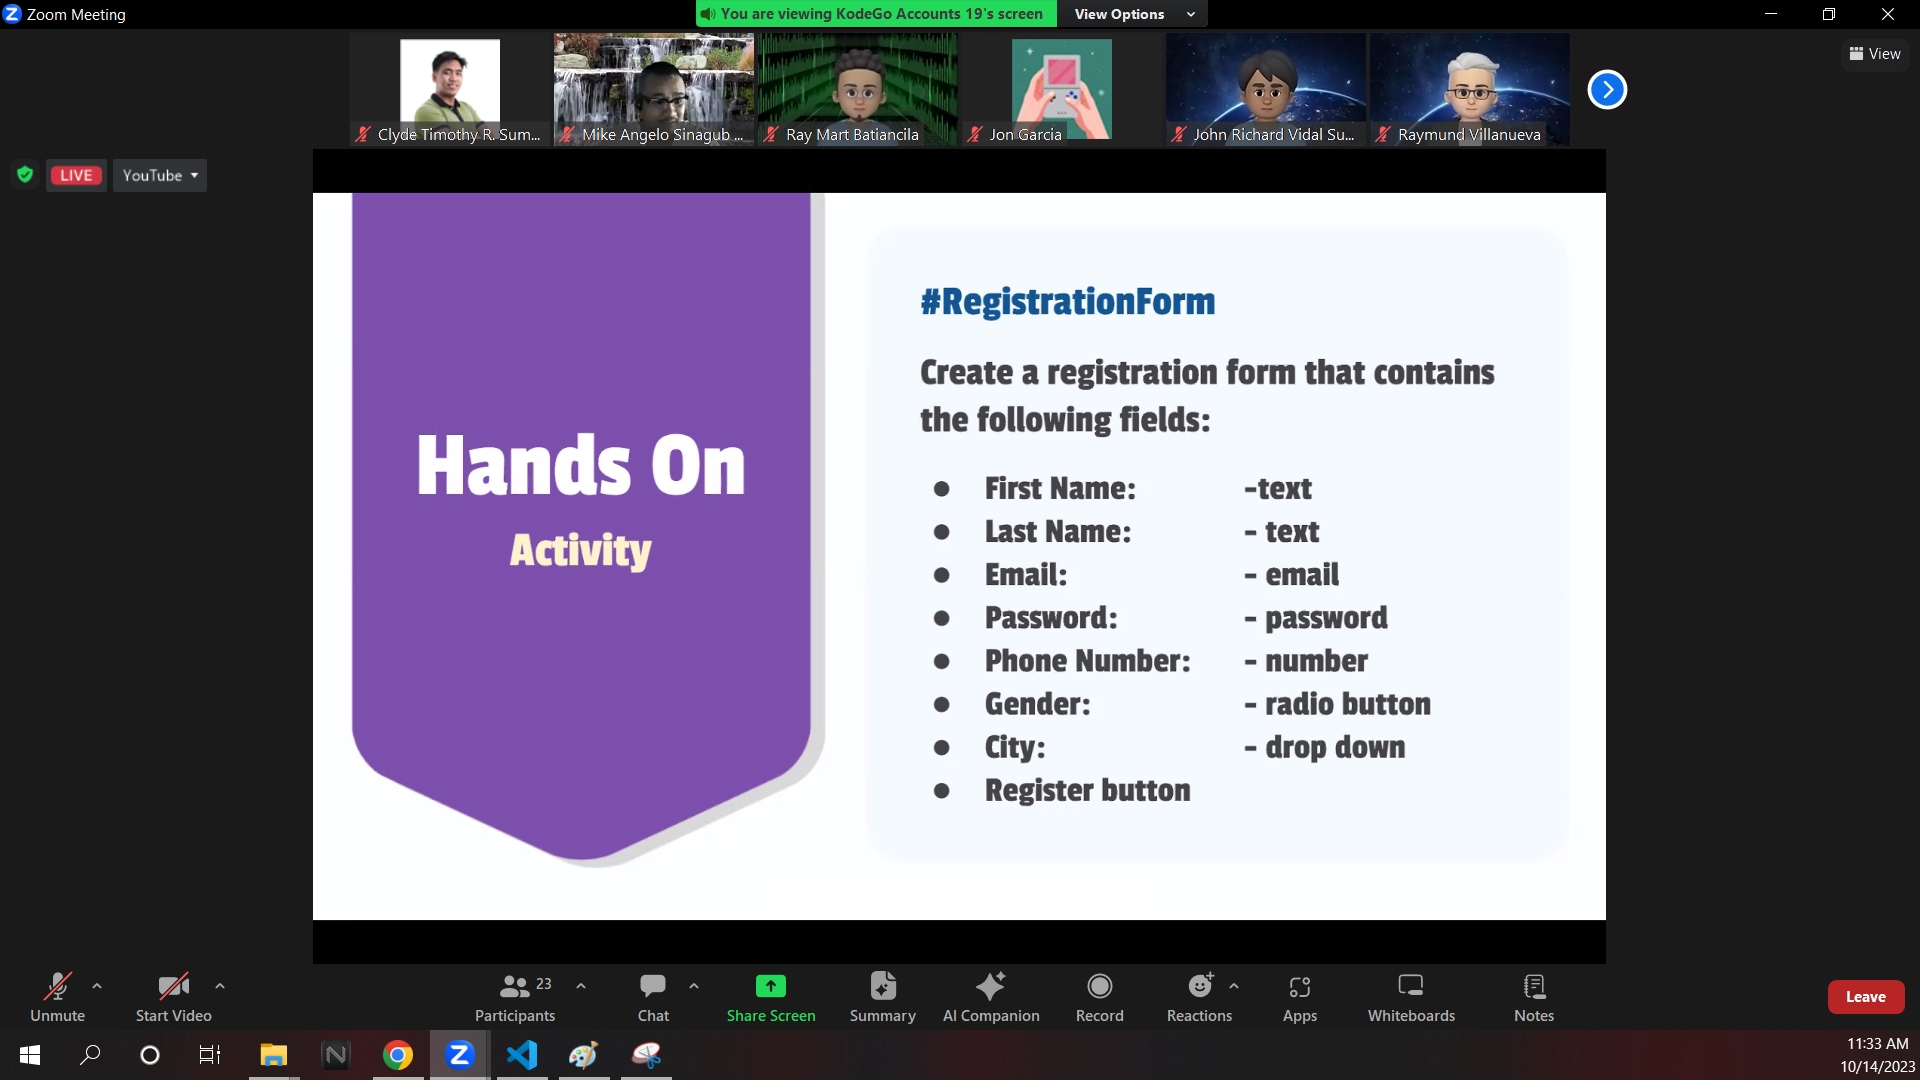 Zoom Meeting
You are viewing KodeGo Accounts 19's screen
View Options
View
Clyde Timothy R. Sum...
Mike Angelo Sinagub ...
Ray Mart Batiancila
Jon Garcia
John Richard Vidal Su...
Raymund Villanueva
LIVE
YouTube
Hands On
Activity
#RegistrationForm
Create a registration form that contains
the following fields:
● First Name: -text
● Last Name: - text
● Email: - email
● Password: - password
● Phone Number: - number
● Gender: - radio button
● City: - drop down
● Register button
Unmute
Start Video
23
Participants
Chat
Share Screen
Summary
AI Companion
Record
Reactions
Apps
Whiteboards
Notes
Leave
11:33 AM
10/14/2023